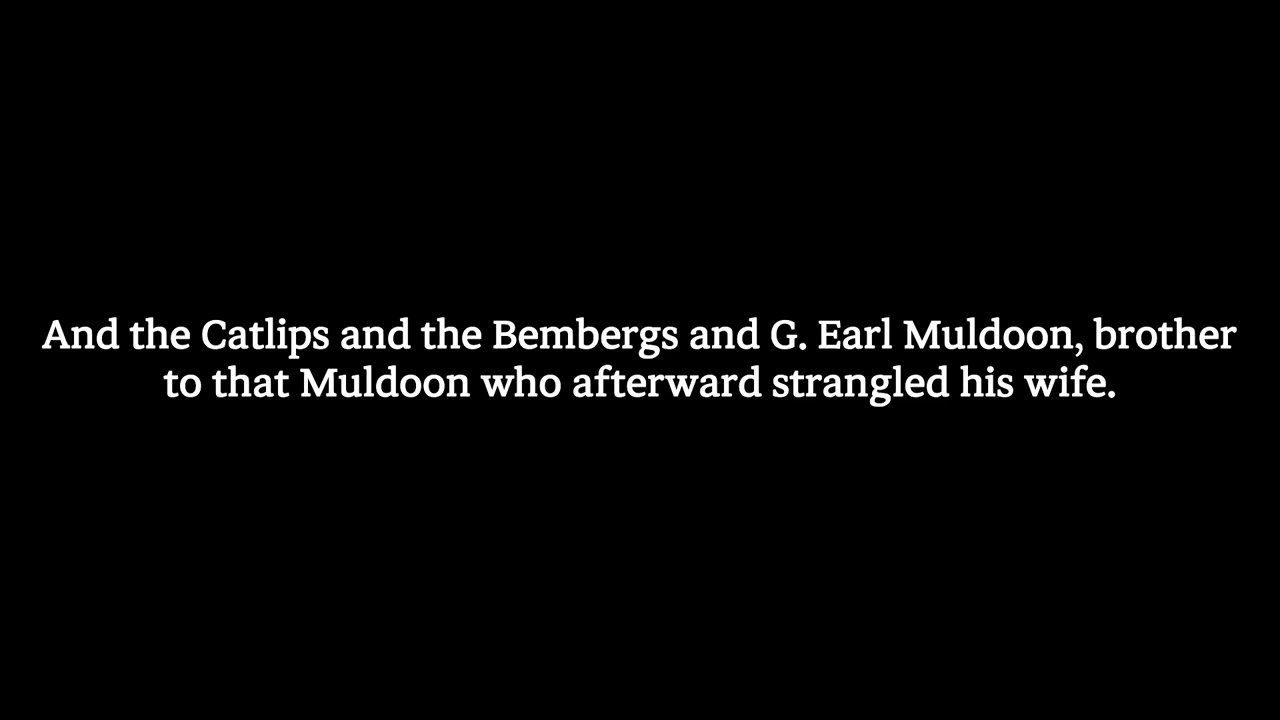 And the Catlips and the Bembergs and G. Earl Muldoon, brother
to that Muldoon who afterward strangled his wife.